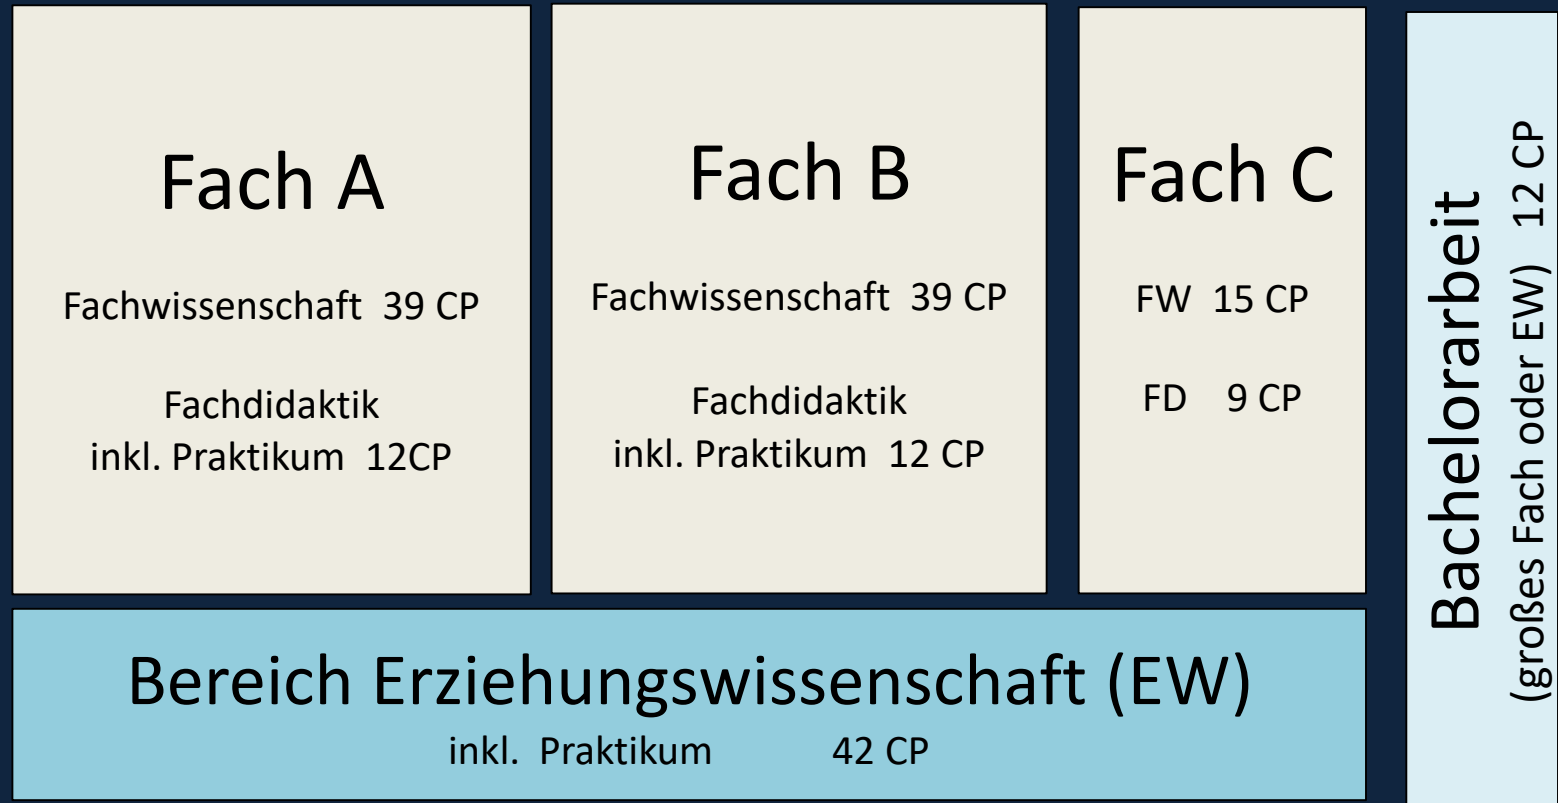 Fach A
Fachwissenschaft 39 CP
Fachdidaktik
inkl. Praktikum 12CP
Fach B
Fachwissenschaft 39 CP
Fachdidaktik
inkl. Praktikum 12 CP
Fach C
FW 15 CP
FD 9 CP
Bachelorarbeit
(großes Fach oder EW) 12 CP
Bereich Erziehungswissenschaft (EW)
inkl. Praktikum 42 CP